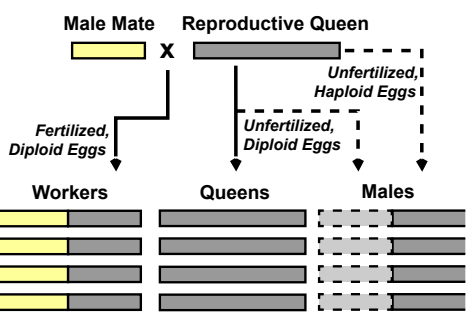 Male Mate
Reproductive Queen
X
Unfertilized,
Haploid Eggs
Fertilized,
Diploid Eggs
Unfertilized,
Diploid Eggs
Workers
Queens
Males